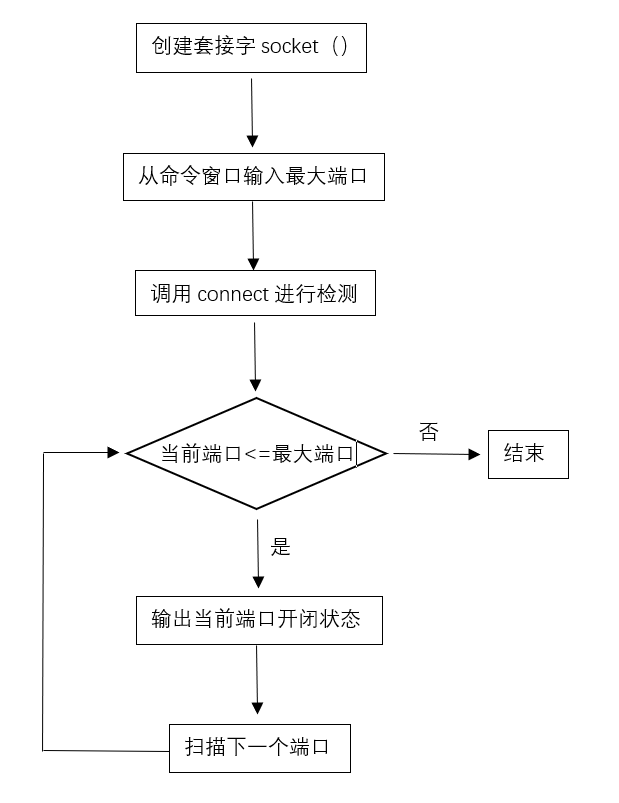 创建套接字 socket（）
从命令窗口输入最大端口
调用 connect 进行检测
当前端口<=最大端口
否
结束
是
输出当前端口开闭状态
扫描下一个端口